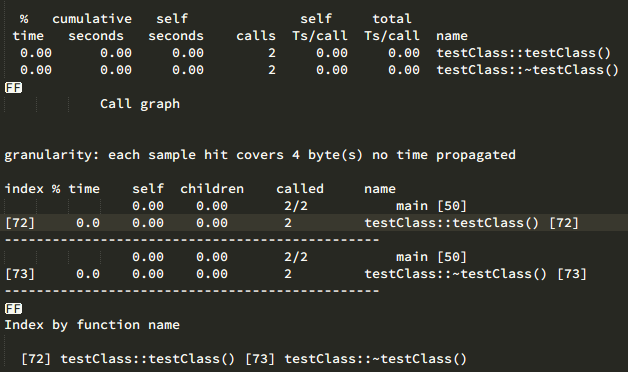 %   cumulative   self              self     total
 time   seconds   seconds    calls  Ts/call  Ts/call  name
  0.00      0.00     0.00        2     0.00     0.00  testClass::testClass()
  0.00      0.00     0.00        2     0.00     0.00  testClass::~testClass()
FF
            Call graph
granularity: each sample hit covers 4 byte(s) no time propagated
index % time    self  children    called     name
                0.00    0.00       2/2           main [50]
[72]     0.0    0.00    0.00       2         testClass::testClass() [72]
-----------------------------------------------
                0.00    0.00       2/2           main [50]
[73]     0.0    0.00    0.00       2         testClass::~testClass() [73]
-----------------------------------------------
FF
Index by function name
  [72] testClass::testClass() [73] testClass::~testClass()